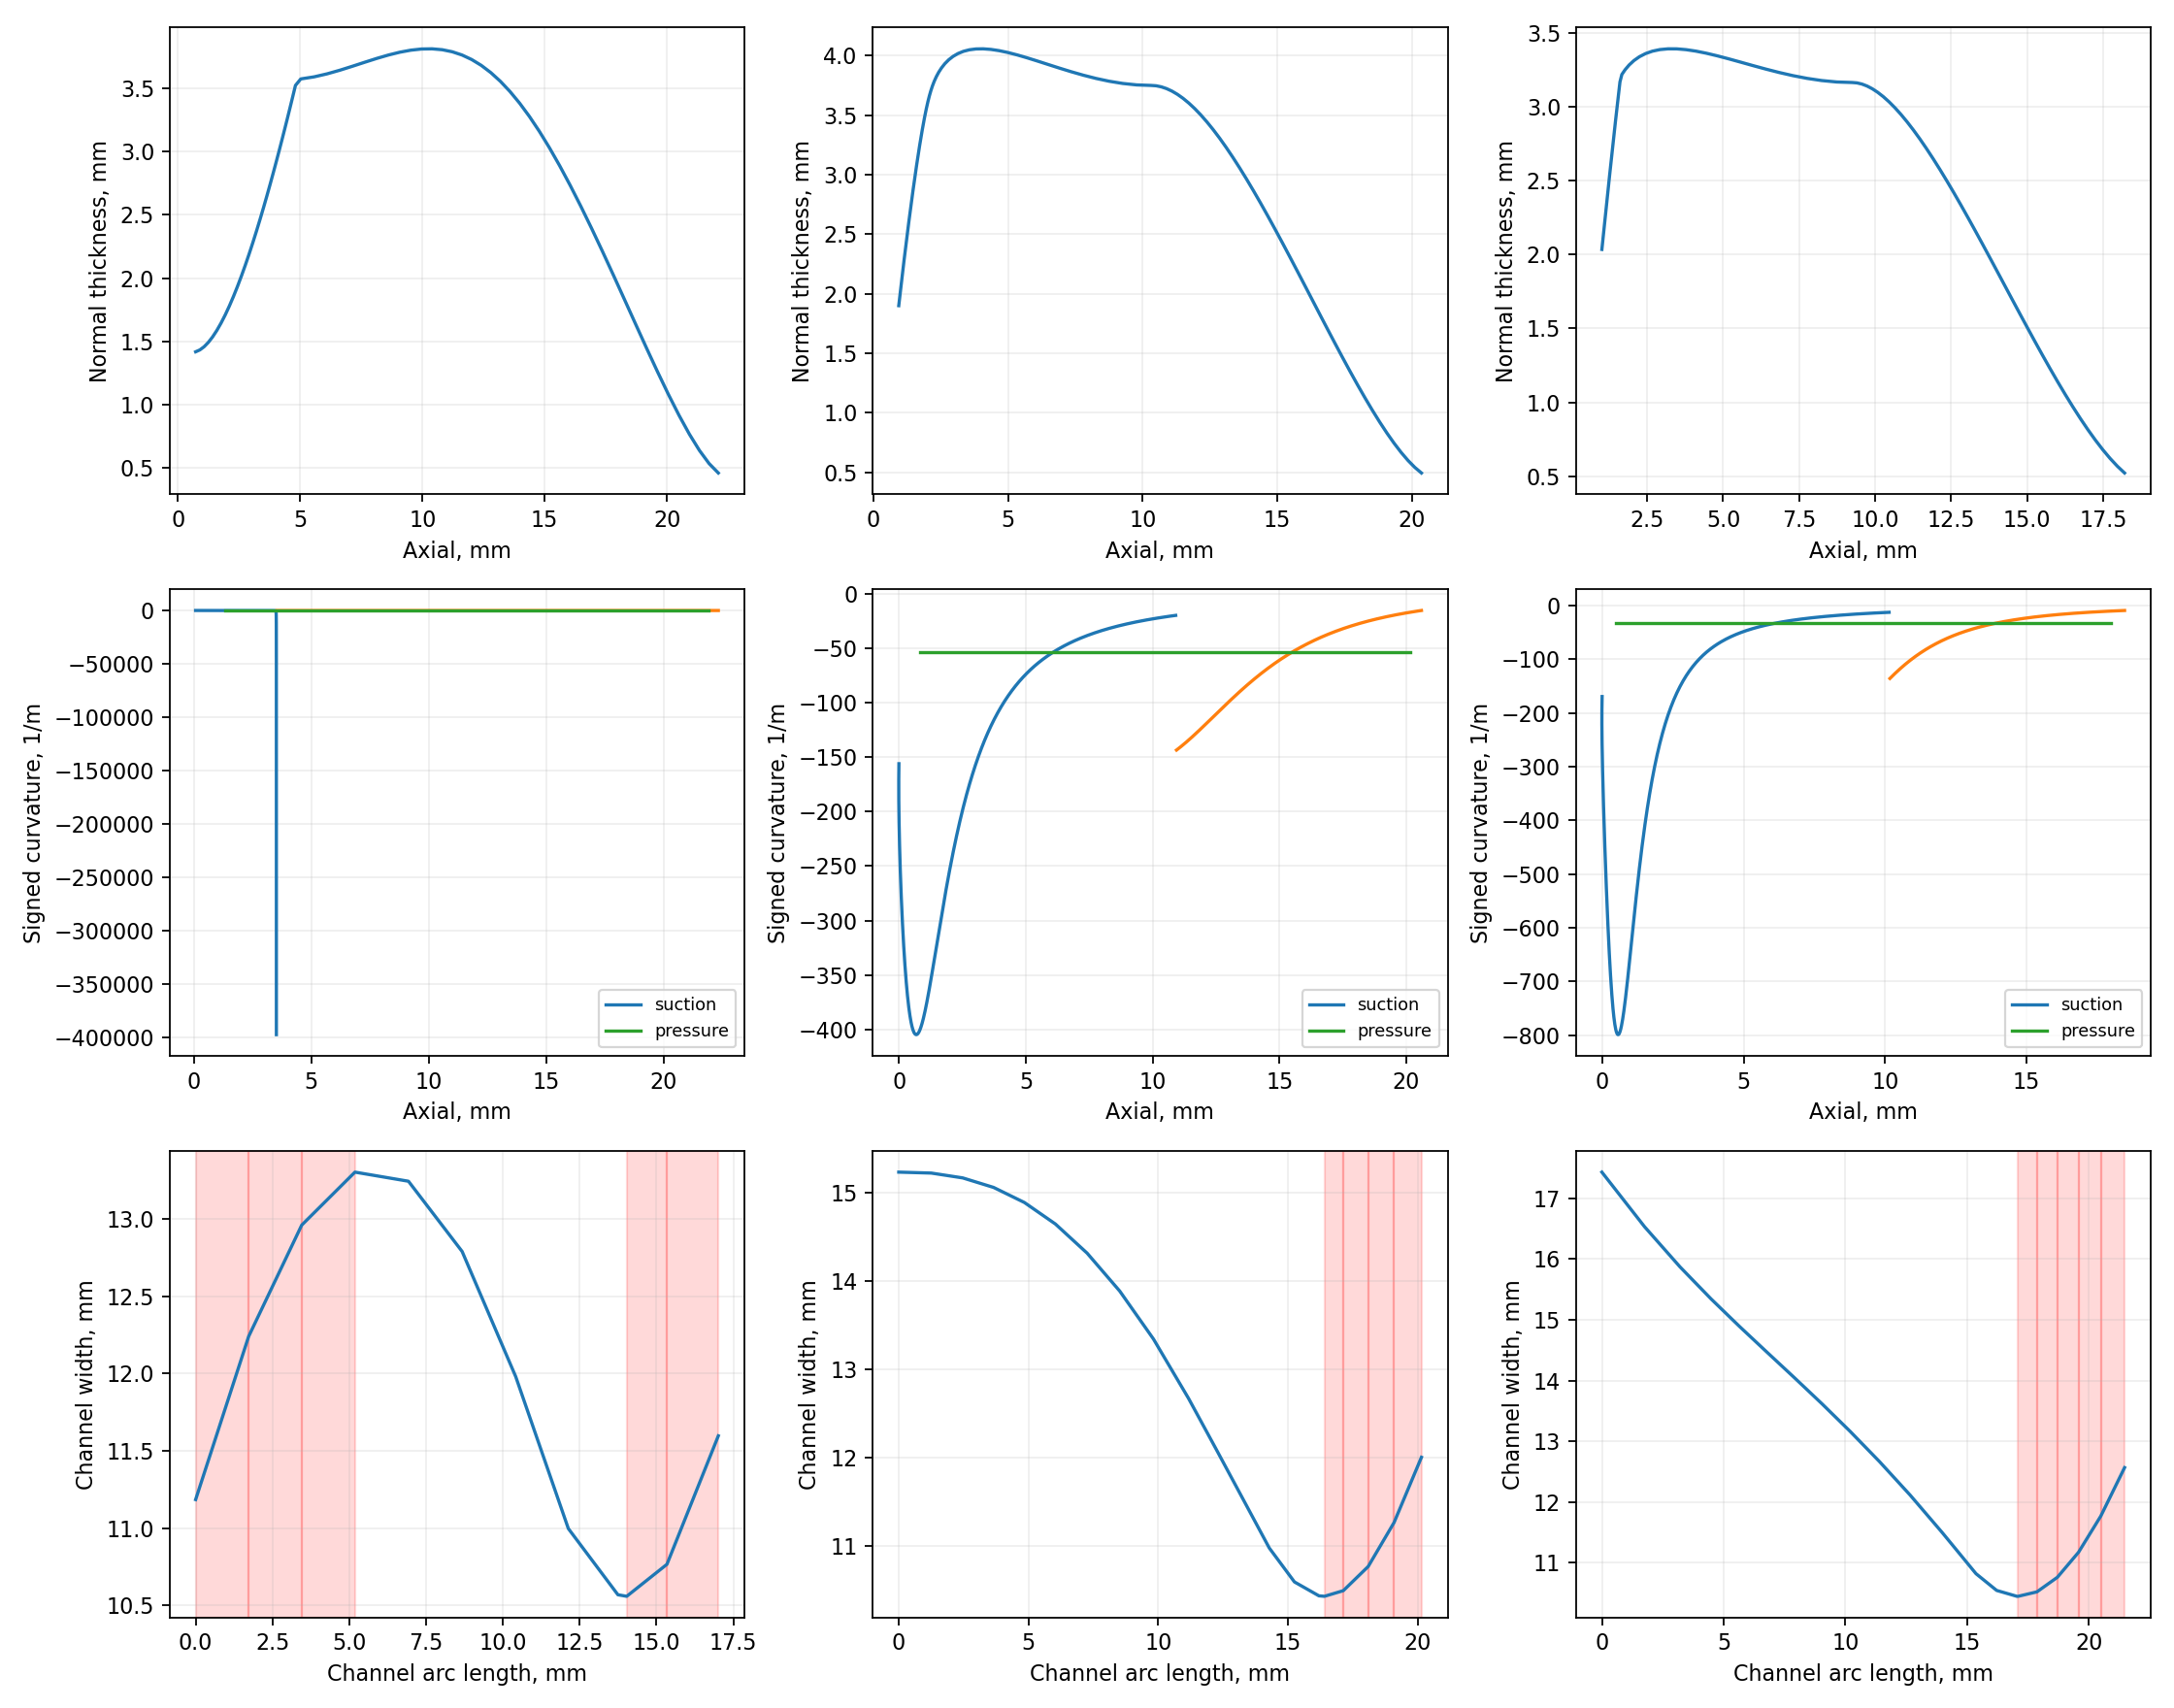 Normal thickness, mm
3.5
3.0
2.5
2.0
1.5
1.0
0.5
0 5 10 15 20
Axial, mm
Normal thickness, mm
4.0
3.5
3.0
2.5
2.0
1.5
1.0
0.5
0 5 10 15 20
Axial, mm
Normal thickness, mm
3.5
3.0
2.5
2.0
1.5
1.0
0.5
2.5 5.0 7.5 10.0 12.5 15.0 17.5
Axial, mm
Signed curvature, 1/m
0
−50000
−100000
−150000
−200000
−250000
−300000
−350000
−400000
suction
pressure
0 5 10 15 20
Axial, mm
Signed curvature, 1/m
0
−50
−100
−150
−200
−250
−300
−350
−400
suction
pressure
0 5 10 15 20
Axial, mm
Signed curvature, 1/m
0
−100
−200
−300
−400
−500
−600
−700
−800
suction
pressure
0 5 10 15
Axial, mm
Channel width, mm
13.0
12.5
12.0
11.5
11.0
10.5
0.0 2.5 5.0 7.5 10.0 12.5 15.0 17.5
Channel arc length, mm
Channel width, mm
15
14
13
12
11
0 5 10 15 20
Channel arc length, mm
Channel width, mm
17
16
15
14
13
12
11
0 5 10 15 20
Channel arc length, mm